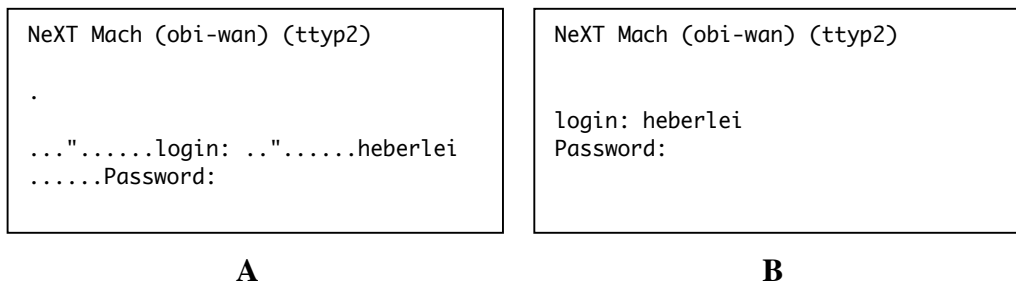 NeXT Mach (obi-wan) (ttyp2)
.
..."......login: .."......heberlei
......Password:
A
NeXT Mach (obi-wan) (ttyp2)
login: heberlei
Password:
B